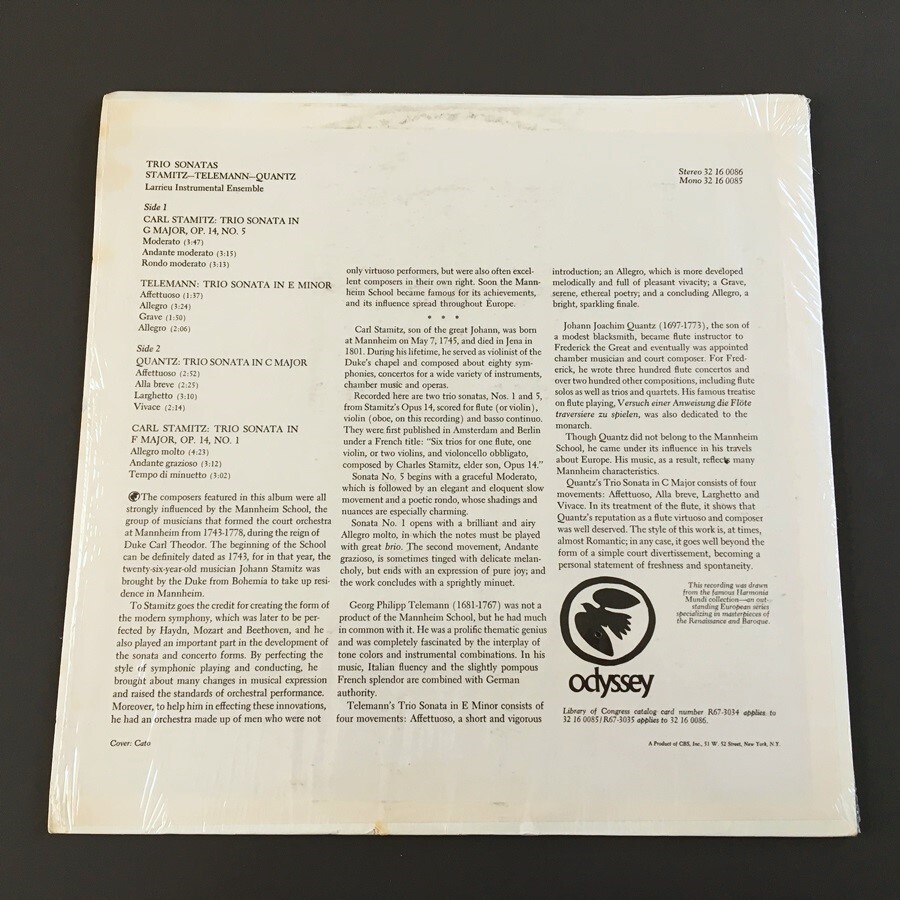 TRIO SONATAS
STAMITZ—TELEMANN—QUANTZ
Larrieu Instrumental Ensemble
Stereo 32 16 0086
Mono 32 16 0085
Side 1
CARL STAMITZ: TRIO SONATA IN
G MAJOR, OP. 14, NO. 5
Moderato (3:47)
Andante moderato (3:15)
Rondo moderato (3:13)
TELEMANN: TRIO SONATA IN E MINOR
Affettuoso (1:37)
Allegro (3:24)
Grave (1:50)
Allegro (2:06)
Side 2
QUANTZ: TRIO SONATA IN C MAJOR
Affettuoso (2:52)
Alla breve (2:25)
Larghetto (3:10)
Vivace (2:14)
CARL STAMITZ: TRIO SONATA IN
F MAJOR, OP. 14, NO. 1
Allegro molto (4:23)
Andante grazioso (3:12)
Tempo di minuetto (3:02)
The composers featured in this album were all
strongly influenced by the Mannheim School, the
group of musicians that formed the court orchestra
at Mannheim from 1743-1778, during the reign of
Duke Carl Theodor. The beginning of the School
can be definitely dated as 1743, for in that year, the
twenty-six-year-old musician Johann Stamitz was
brought by the Duke from Bohemia to take up resi-
dence in Mannheim.
To Stamitz goes the credit for creating the form of
the modern symphony, which was later to be per-
fected by Haydn, Mozart and Beethoven, and he
also played an important part in the development of
the sonata and concerto forms. By perfecting the
style of symphonic playing and conducting, he
brought about many changes in musical expression
and raised the standards of orchestral performance.
Moreover, to help him in effecting these innovations,
he had an orchestra made up of men who were not
only virtuoso performers, but were also often excel-
lent composers in their own right. Soon the Mann-
heim School became famous for its achievements,
and its influence spread throughout Europe.
* * *
Carl Stamitz, son of the great Johann, was born
at Mannheim on May 7, 1745, and died in Jena in
1801. During his lifetime, he served as violinist of the
Duke's chapel and composed about eighty sym-
phonies, concertos for a wide variety of instruments,
chamber music and operas.
Recorded here are two trio sonatas, Nos. 1 and 5,
from Stamitz's Opus 14, scored for flute (or violin),
violin (oboe, on this recording) and basso continuo.
They were first published in Amsterdam and Berlin
under a French title: "Six trios for one flute, one
violin, or two violins, and violoncello obbligato,
composed by Charles Stamitz, elder son, Opus 14."
Sonata No. 5 begins with a graceful Moderato,
which is followed by an elegant and eloquent slow
movement and a poetic rondo, whose shadings and
nuances are especially charming.
Sonata No. 1 opens with a brilliant and airy
Allegro molto, in which the notes must be played
with great brio. The second movement, Andante
grazioso, is sometimes tinged with delicate melan-
choly, but ends with an expression of pure joy; and
the work concludes with a sprightly minuet.
Georg Philipp Telemann (1681-1767) was not a
product of the Mannheim School, but he had much
in common with it. He was a prolific thematic genius
and was completely fascinated by the interplay of
tone colors and instrumental combinations. In his
music, Italian fluency and the slightly pompous
French splendor are combined with German
authority.
Telemann's Trio Sonata in E Minor consists of
four movements: Affettuoso, a short and vigorous
introduction; an Allegro, which is more developed
melodically and full of pleasant vivacity; a Grave,
serene, ethereal poetry; and a concluding Allegro, a
bright, sparkling finale.
Johann Joachim Quantz (1697-1773), the son of
a modest blacksmith, became flute instructor to
Frederick the Great and eventually was appointed
chamber musician and court composer. For Fred-
erick, he wrote three hundred flute concertos and
over two hundred other compositions, including flute
solos as well as trios and quartets. His famous treatise
on flute playing, Versuch einer Anweisung die Flöte
traversiere zu spielen, was also dedicated to the
monarch.
Though Quantz did not belong to the Mannheim
School, he came under its influence in his travels
about Europe. His music, as a result, reflects many
Mannheim characteristics.
Quantz's Trio Sonata in C Major consists of four
movements: Affettuoso, Alla breve, Larghetto and
Vivace. In its treatment of the flute, it shows that
Quantz's reputation as a flute virtuoso and composer
was well deserved. The style of this work is, at times,
almost Romantic; in any case, it goes well beyond the
form of a simple court divertissement, becoming a
personal statement of freshness and spontaneity.
This recording was drawn
from the famous Harmonia
Mundi collection—an out-
standing European series
specializing in masterpieces of
the Renaissance and Baroque.
odyssey
Library of Congress catalog card number R67-3034 applies to
32 16 0085/R67-3035 applies to 32 16 0086.
Cover: Cato
A Product of CBS, Inc., 51 W. 52 Street, New York, N.Y.